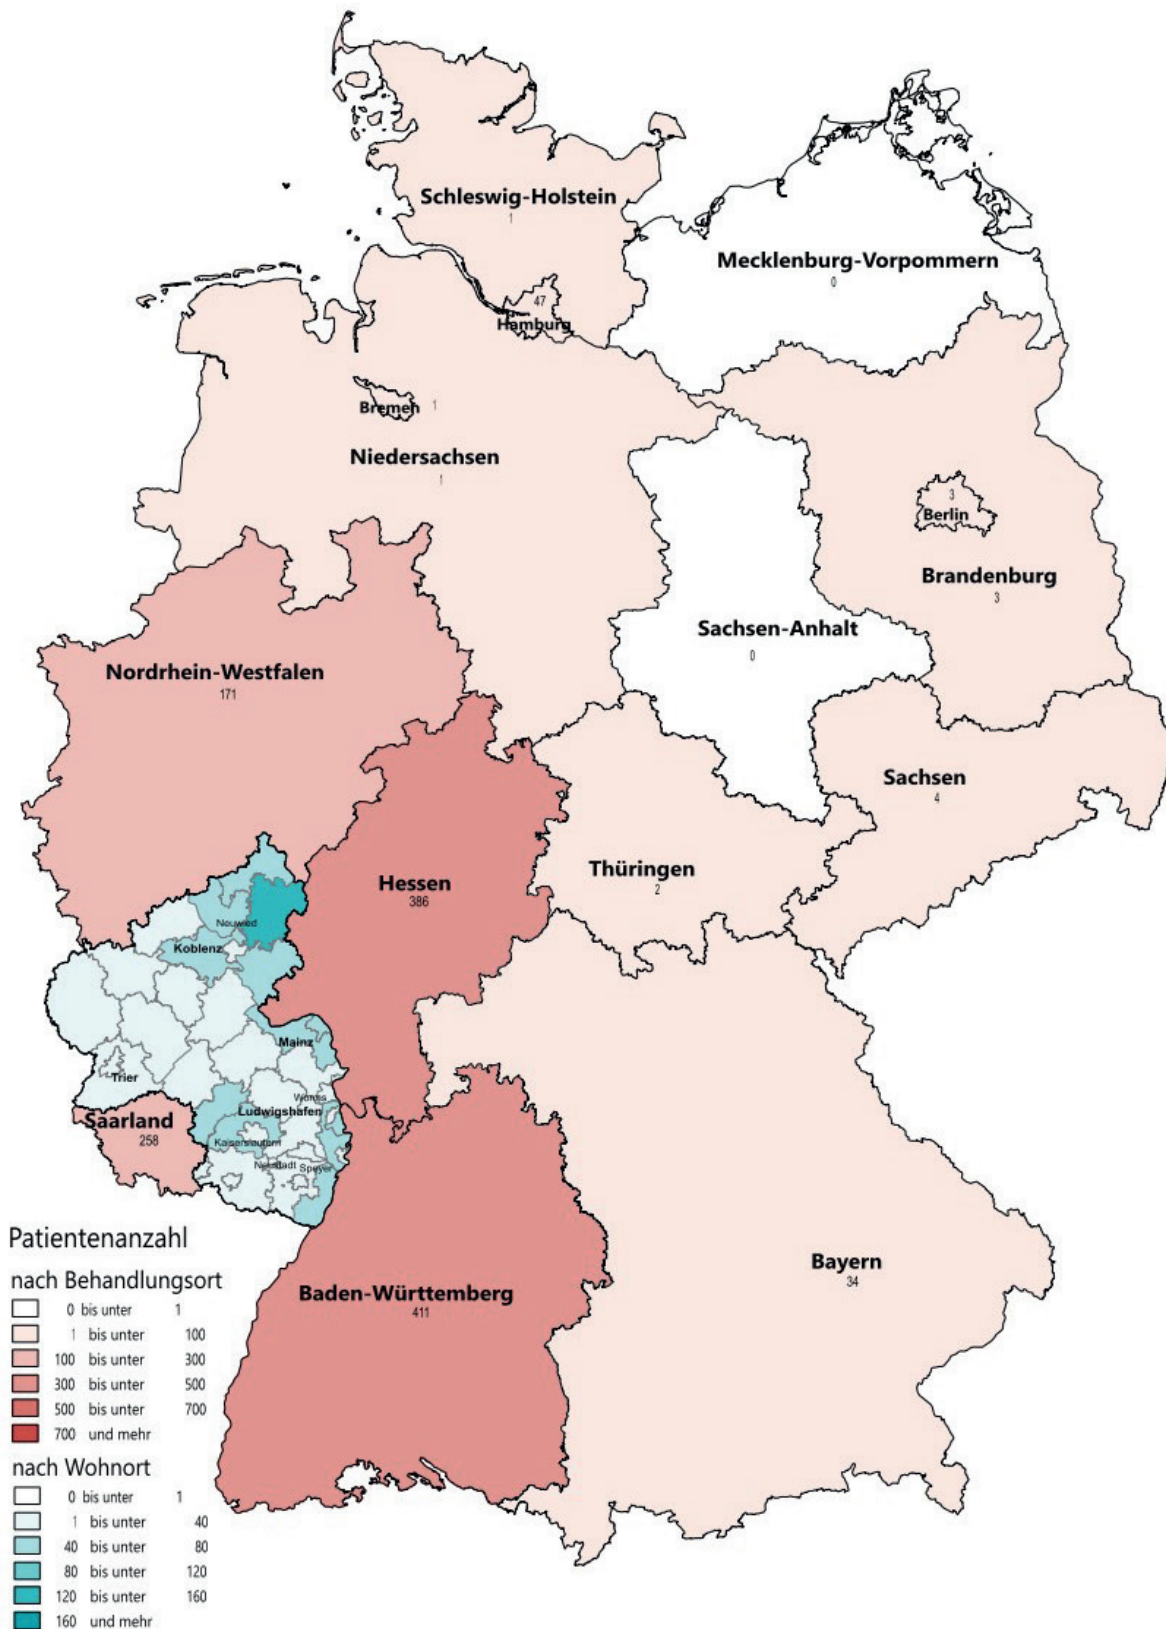 Schleswig-Holstein
1
Mecklenburg-Vorpommern
0
47
Hamburg
Bremen 1
Niedersachsen
1
3
Berlin
Brandenburg
3
Sachsen-Anhalt
0
Nordrhein-Westfalen
171
Sachsen
4
Thüringen
2
Hessen
386
Neuwied
Koblenz
Mainz
Trier
Worms
Ludwigshafen
Saarland
258
Kaiserslautern
Neustadt Speyer
Bayern
34
Baden-Württemberg
411
Patientenanzahl
nach Behandlungsort
0 bis unter 1
1 bis unter 100
100 bis unter 300
300 bis unter 500
500 bis unter 700
700 und mehr
nach Wohnort
0 bis unter 1
1 bis unter 40
40 bis unter 80
80 bis unter 120
120 bis unter 160
160 und mehr